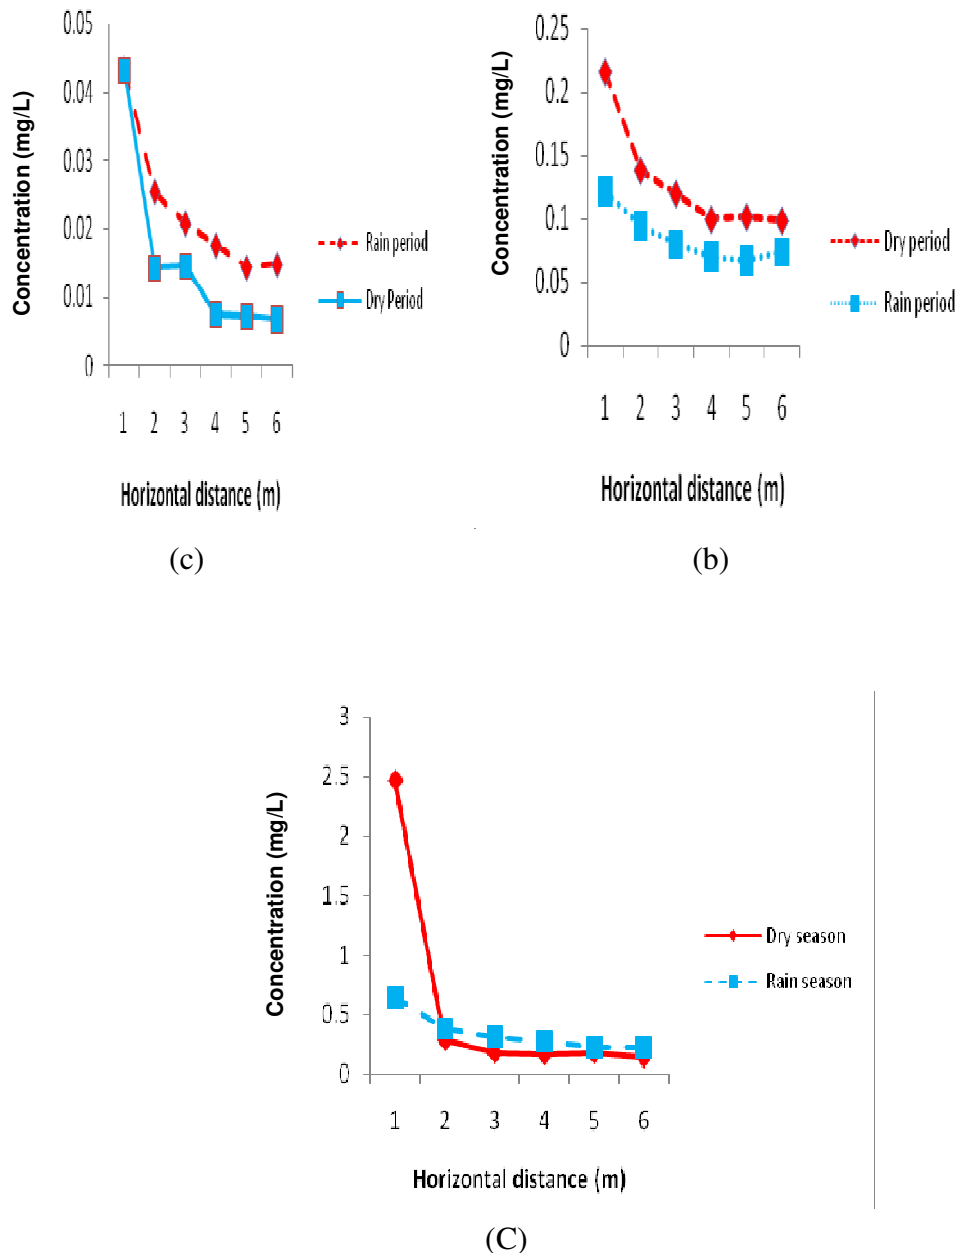 0.05
0.04
0.03
0.02
0.01
0
Concentration (mg/L)
1 2 3 4 5 6
Horizontal distance (m)
Rain period
Dry Period
(c)
0.25
0.2
0.15
0.1
0.05
0
Concentration (mg/L)
1 2 3 4 5 6
Horizontal distance (m)
Dry period
Rain period
(b)
3
2.5
2
1.5
1
0.5
0
Concentration (mg/L)
1 2 3 4 5 6
Horizontal distance (m)
Dry season
Rain season
(C)